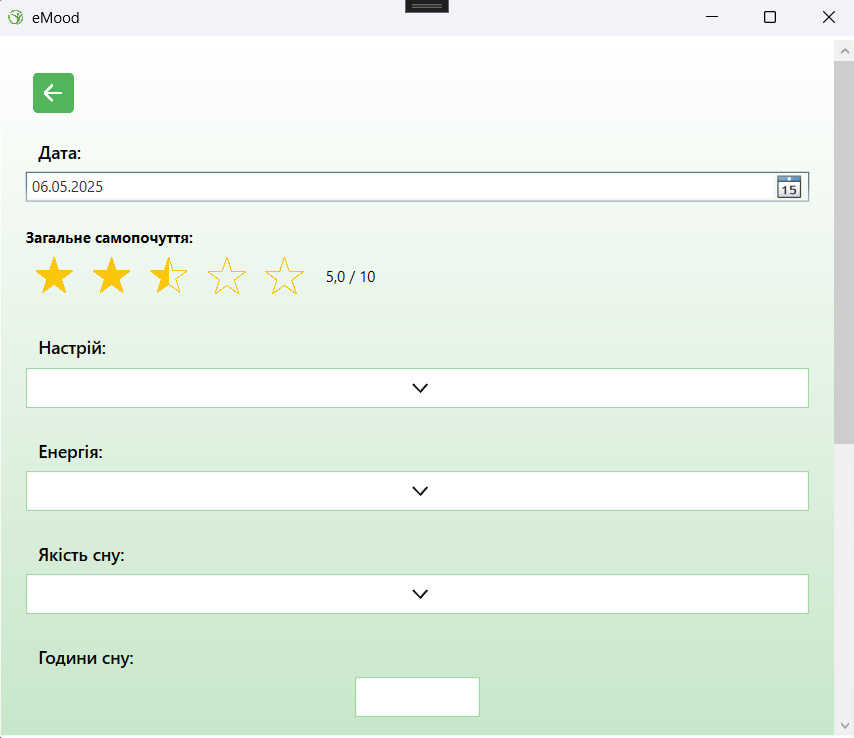 eMood
Дата:
06.05.2025
15
Загальне самопочуття:
5,0 / 10
Настрій:
Енергія:
Якість сну:
Години сну: